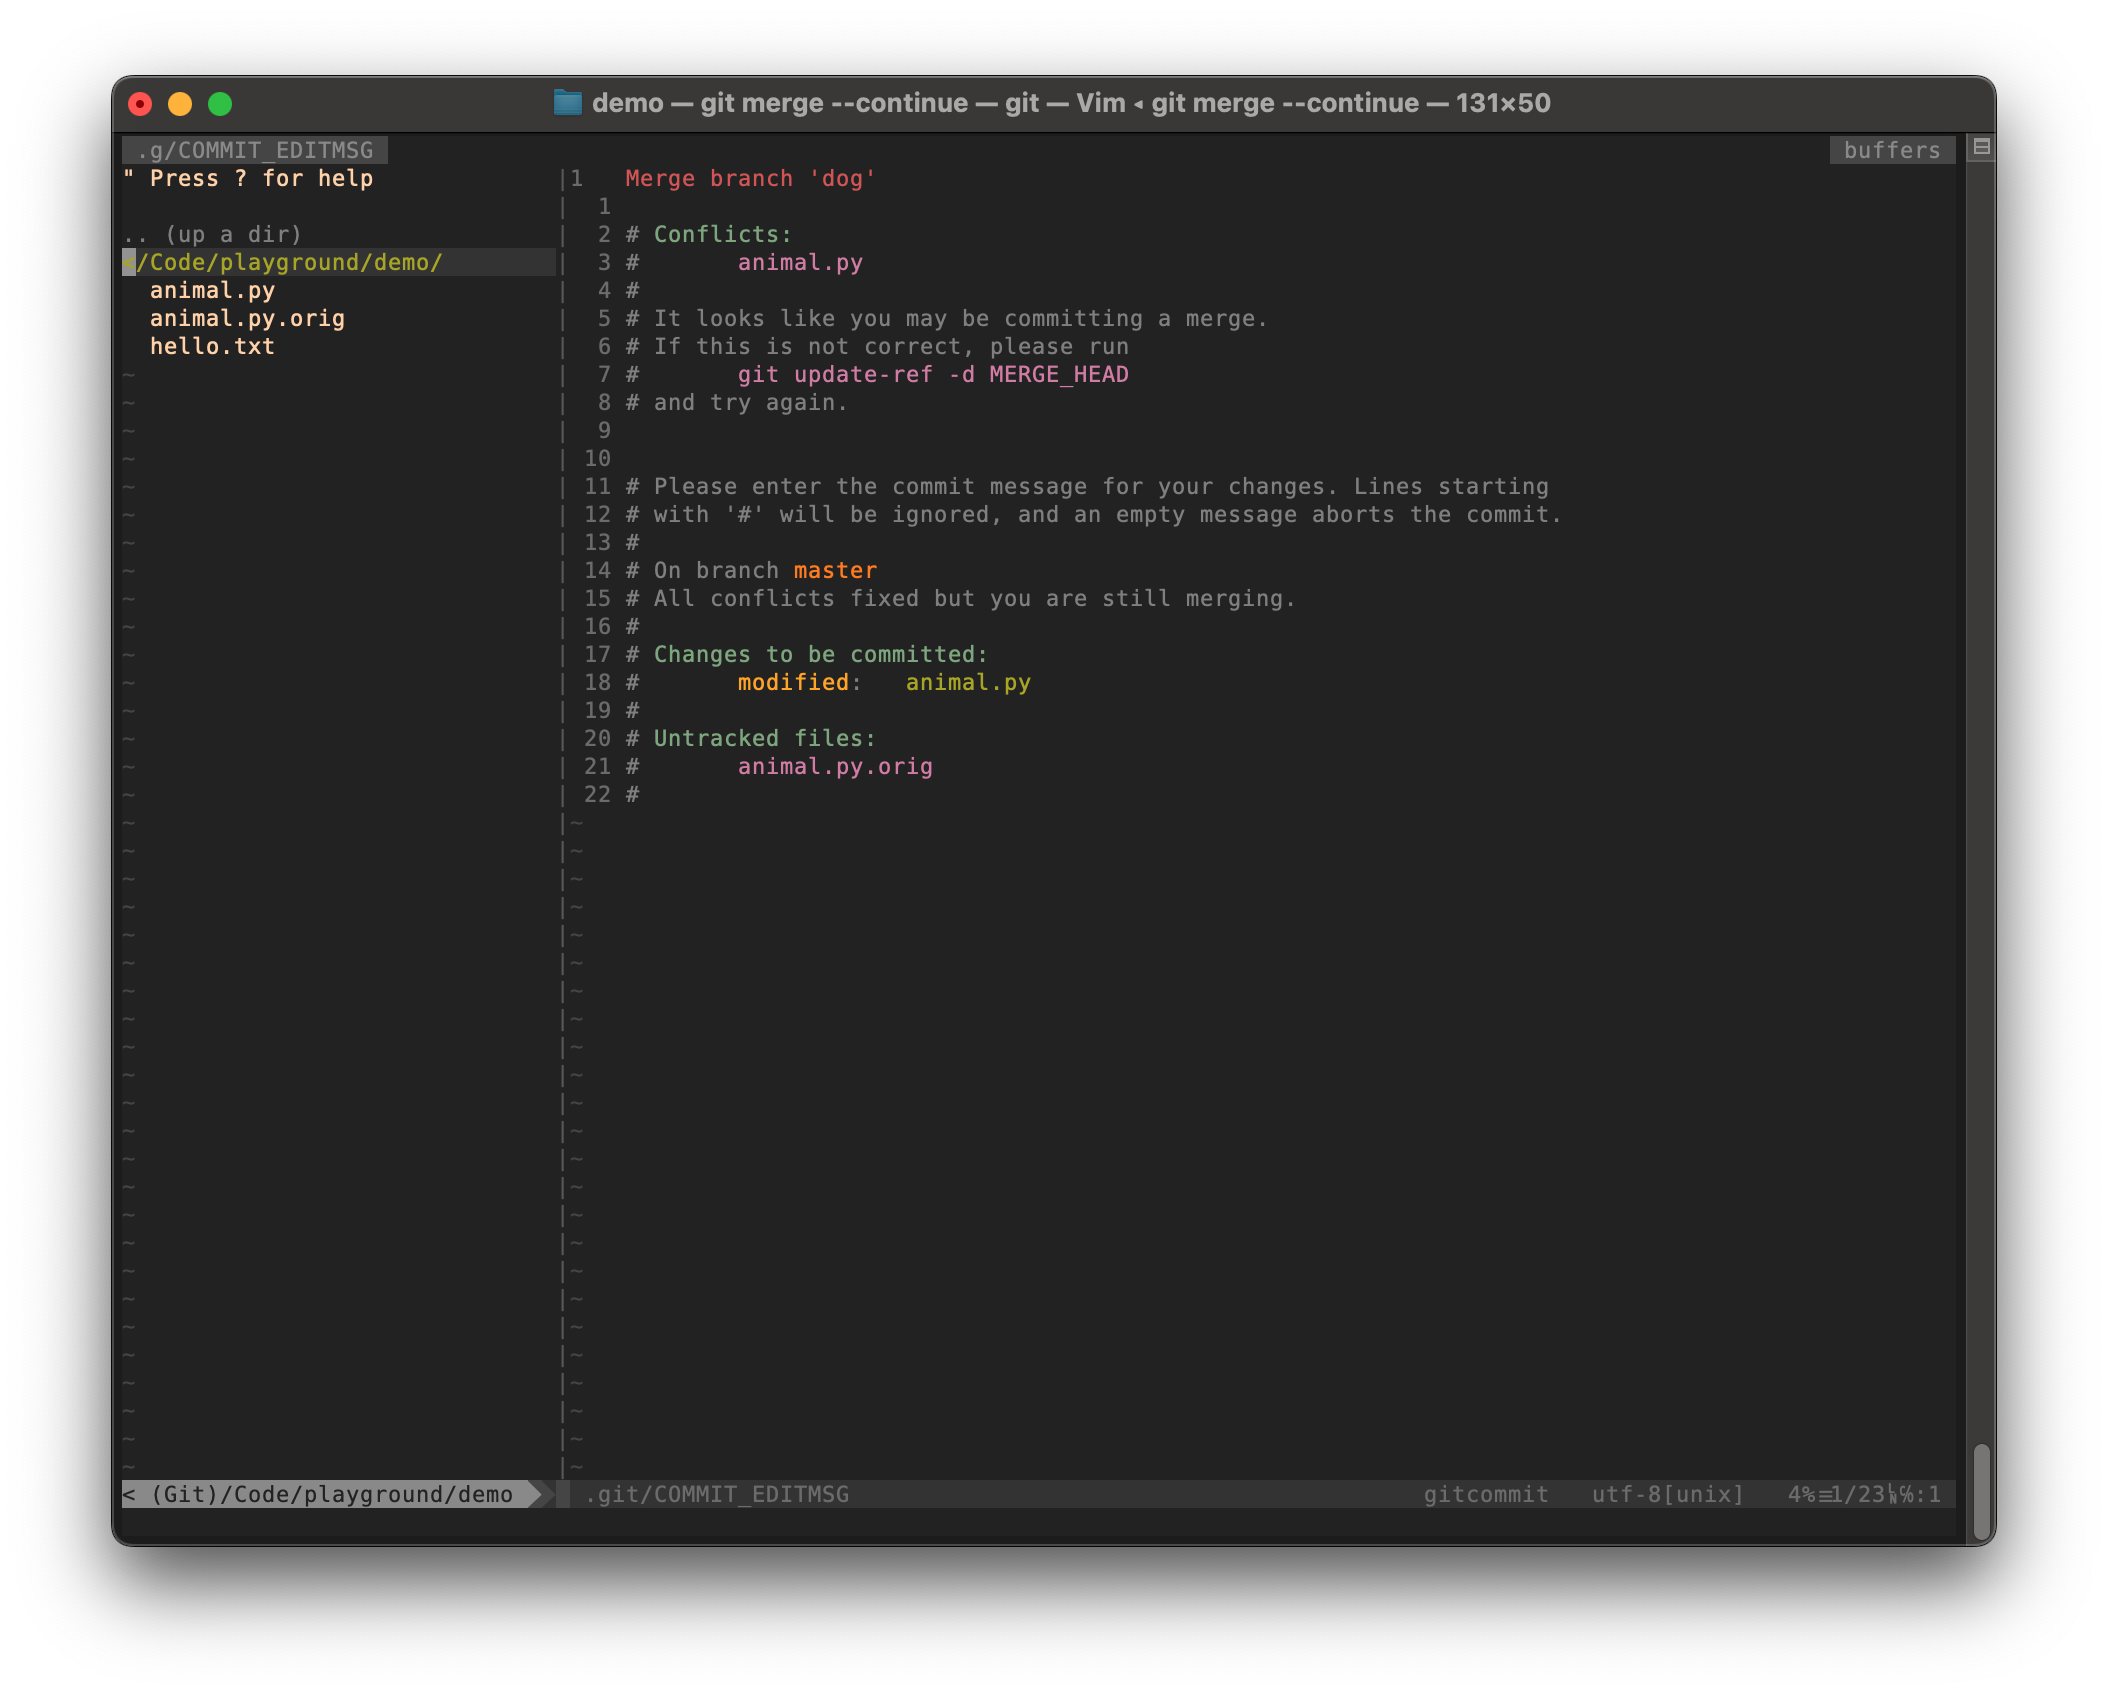 demo — git merge --continue — git — Vim ◂ git merge --continue — 131×50
.g/COMMIT_EDITMSG
buffers
" Press ? for help
.. (up a dir)
</Code/playground/demo/
animal.py
animal.py.orig
hello.txt
1 Merge branch 'dog'
1
2 # Conflicts:
3 # animal.py
4 #
5 # It looks like you may be committing a merge.
6 # If this is not correct, please run
7 # git update-ref -d MERGE_HEAD
8 # and try again.
9
10
11 # Please enter the commit message for your changes. Lines starting
12 # with '#' will be ignored, and an empty message aborts the commit.
13 #
14 # On branch master
15 # All conflicts fixed but you are still merging.
16 #
17 # Changes to be committed:
18 # modified: animal.py
19 #
20 # Untracked files:
21 # animal.py.orig
22 #
< (Git)/Code/playground/demo
.git/COMMIT_EDITMSG gitcommit utf-8[unix] 4%≡1/23␤℅:1